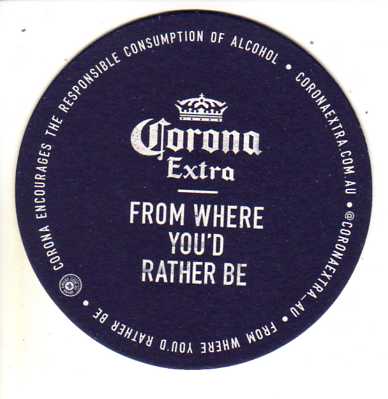 Corona
Extra
FROM WHERE
YOU'D
RATHER BE
CORONA ENCOURAGES THE RESPONSIBLE CONSUMPTION OF ALCOHOL • CORONAEXTRA.COM.AU • @CORONAEXTRA_AU • FROM WHERE YOU'D RATHER BE •